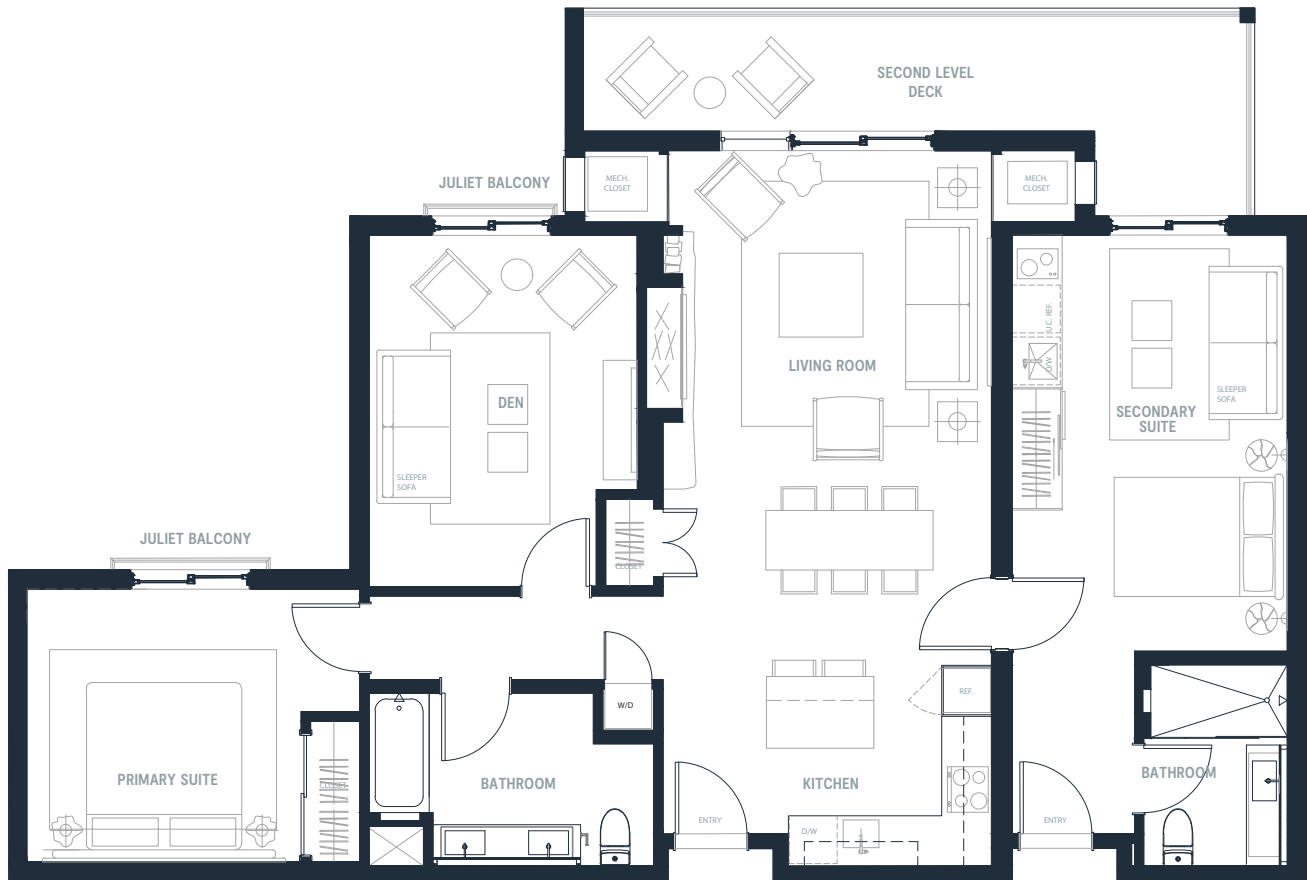 SECOND LEVEL
DECK
JULIET BALCONY
MECH.
CLOSET
MECH.
CLOSET
U.C. REF.
D/W
LIVING ROOM
DEN
SLEEPER
SOFA
SECONDARY
SUITE
SLEEPER
SOFA
JULIET BALCONY
CLOSET
REF.
W/D
PRIMARY SUITE
CLOSET
BATHROOM
KITCHEN
BATHROOM
ENTRY
D/W
ENTRY